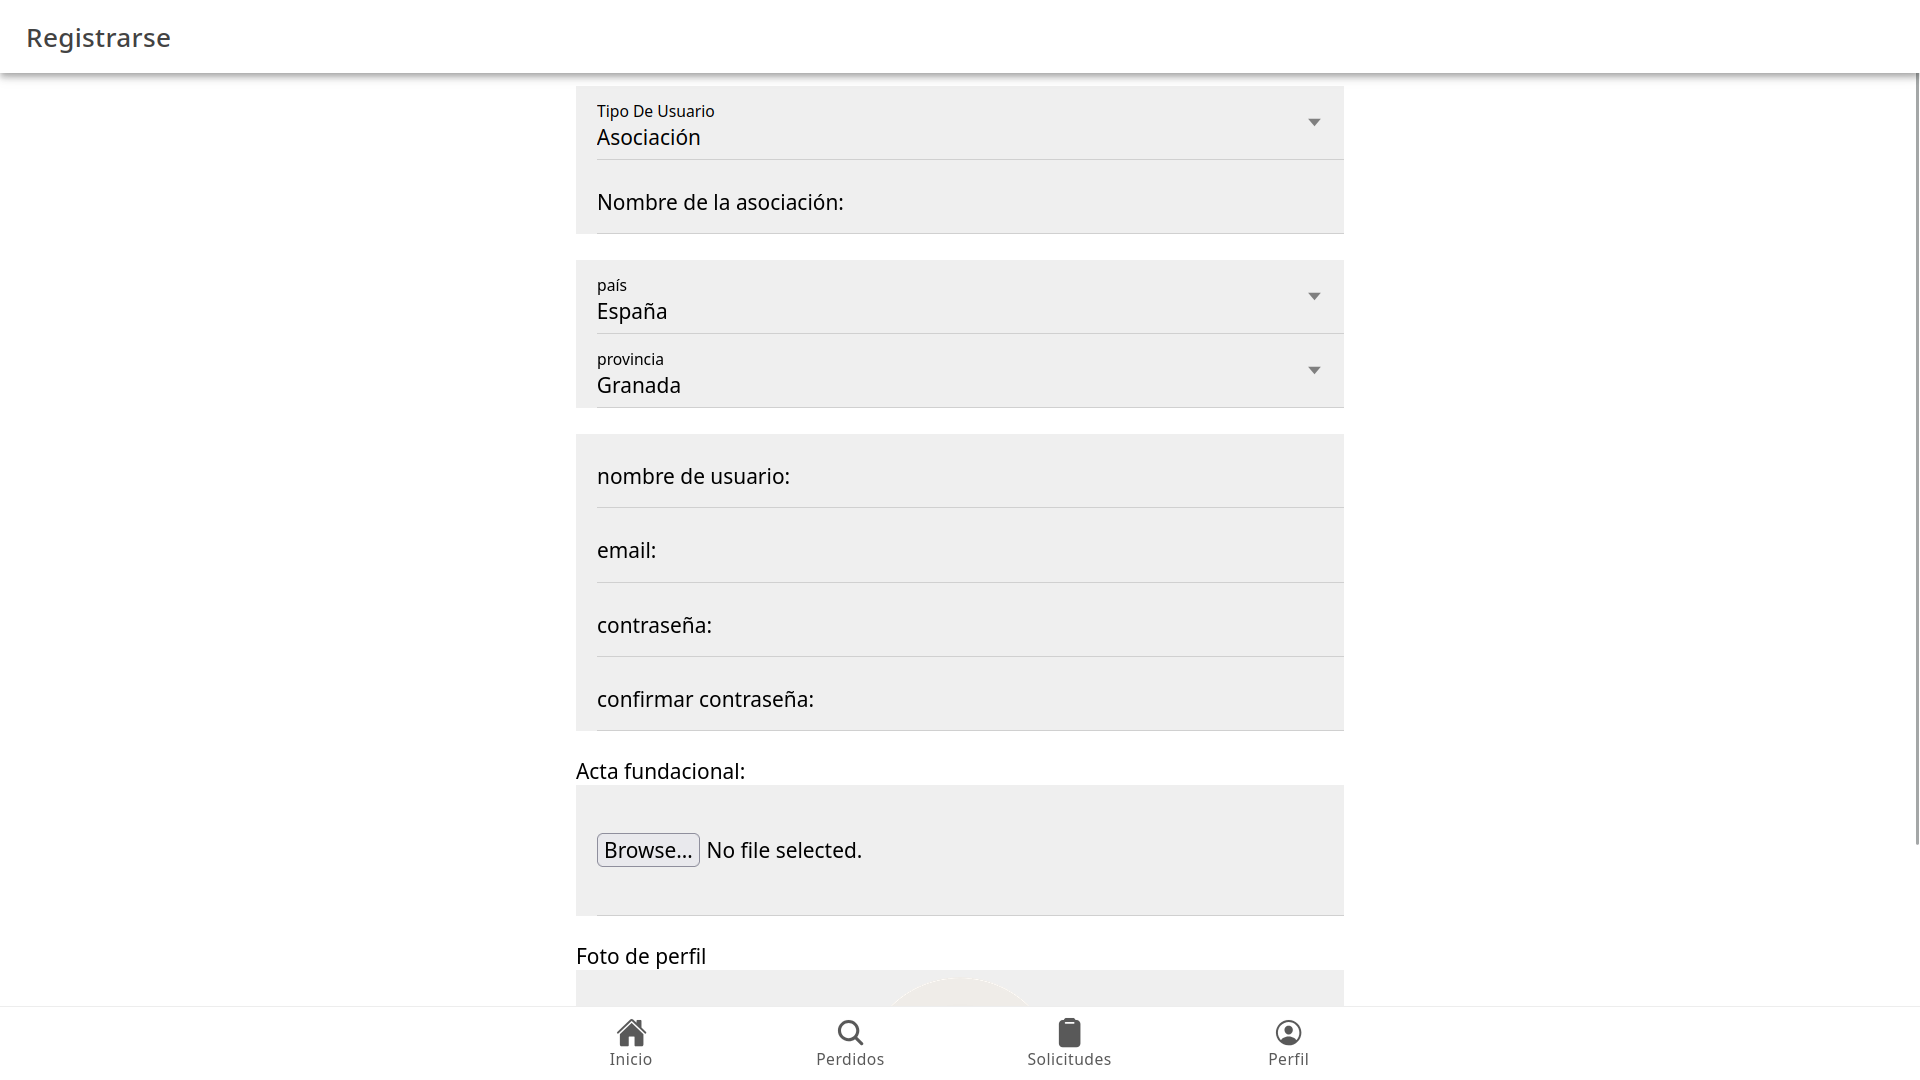 Registrarse
Tipo De Usuario
Asociación
Nombre de la asociación:
país
España
provincia
Granada
nombre de usuario:
email:
contraseña:
confirmar contraseña:
Acta fundacional:
Browse... No file selected.
Foto de perfil
Inicio
Perdidos
Solicitudes
Perfil